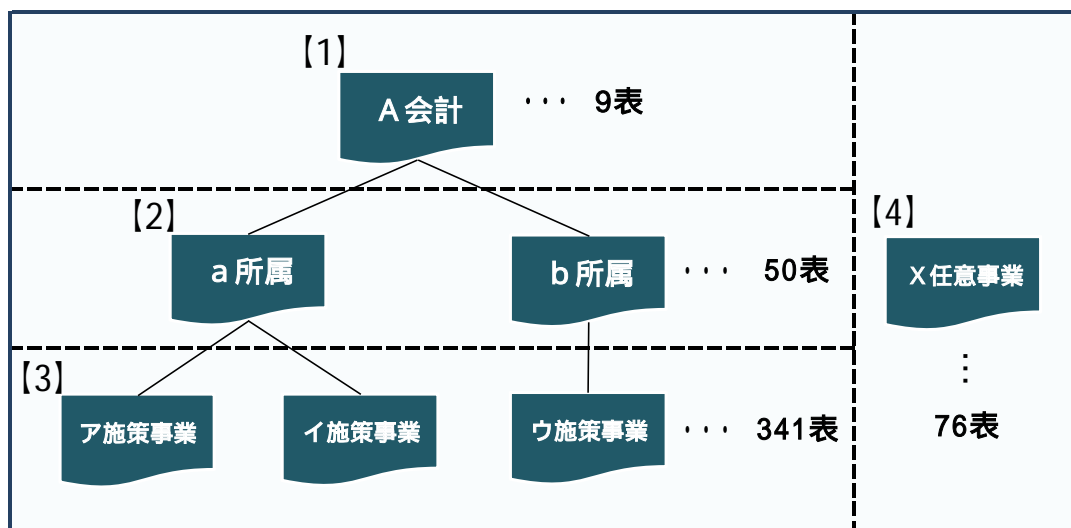 【1】
A会計 ・・・ 9表
【2】
a所属 b所属 ・・・ 50表
【3】
ア施策事業 イ施策事業 ウ施策事業 ・・・ 341表
【4】
X任意事業
⋮
76表